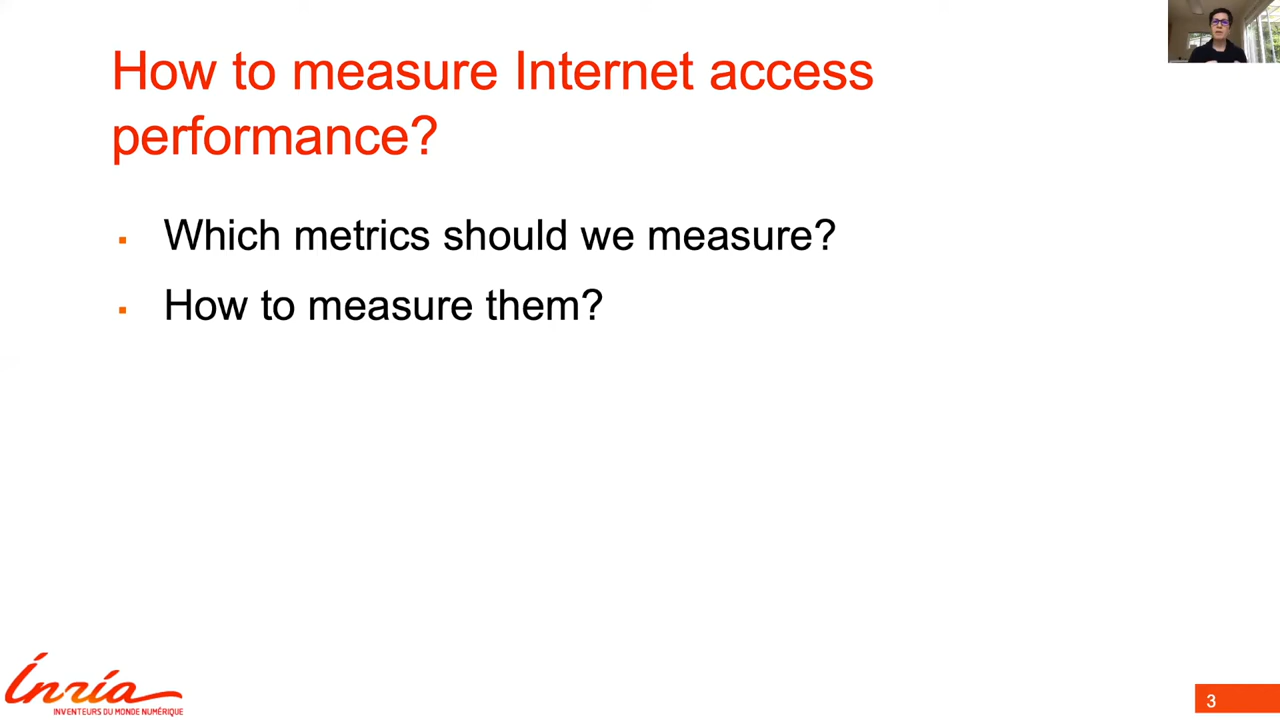 How to measure Internet access
performance?
▪ Which metrics should we measure?
▪ How to measure them?
Inria
INVENTEURS DU MONDE NUMÉRIQUE
3